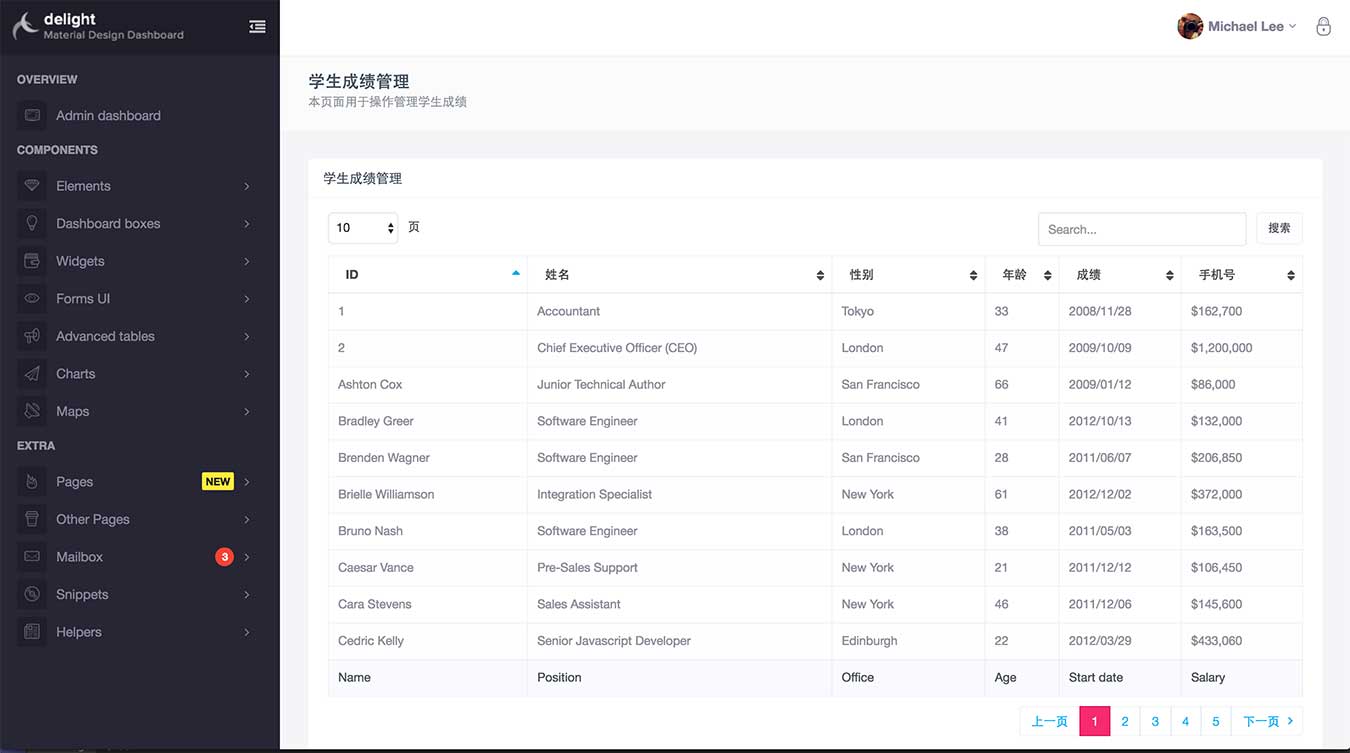 delight
Material Design Dashboard
Michael Lee
OVERVIEW
Admin dashboard
COMPONENTS
Elements
Dashboard boxes
Widgets
Forms UI
Advanced tables
Charts
Maps
EXTRA
Pages NEW
Other Pages
Mailbox 3
Snippets
Helpers
学生成绩管理
本页面用于操作管理学生成绩
学生成绩管理
10 页 Search... 搜索
ID 姓名 性别 年龄 成绩 手机号
1 Accountant Tokyo 33 2008/11/28 $162,700
2 Chief Executive Officer (CEO) London 47 2009/10/09 $1,200,000
Ashton Cox Junior Technical Author San Francisco 66 2009/01/12 $86,000
Bradley Greer Software Engineer London 41 2012/10/13 $132,000
Brenden Wagner Software Engineer San Francisco 28 2011/06/07 $206,850
Brielle Williamson Integration Specialist New York 61 2012/12/02 $372,000
Bruno Nash Software Engineer London 38 2011/05/03 $163,500
Caesar Vance Pre-Sales Support New York 21 2011/12/12 $106,450
Cara Stevens Sales Assistant New York 46 2011/12/06 $145,600
Cedric Kelly Senior Javascript Developer Edinburgh 22 2012/03/29 $433,060
Name Position Office Age Start date Salary
上一页 1 2 3 4 5 下一页